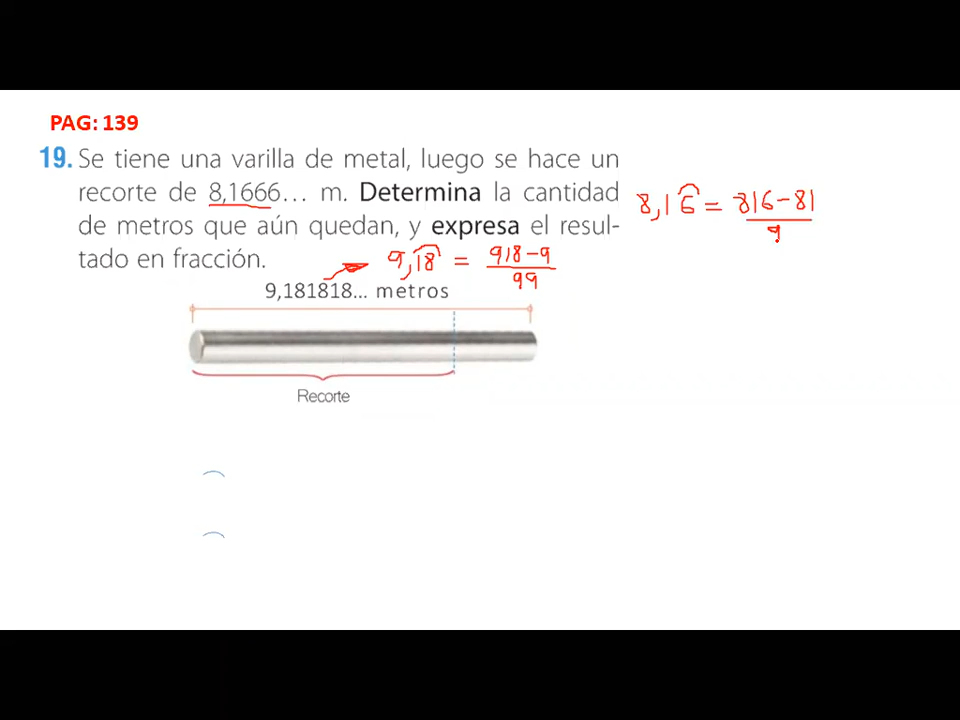 PAG: 139
19. Se tiene una varilla de metal, luego se hace un
recorte de 8,1666... m. Determina la cantidad
de metros que aún quedan, y expresa el resul-
tado en fracción.
8,16 = 816-81
9
9,18 = 918-9
99
9,181818... metros
Recorte